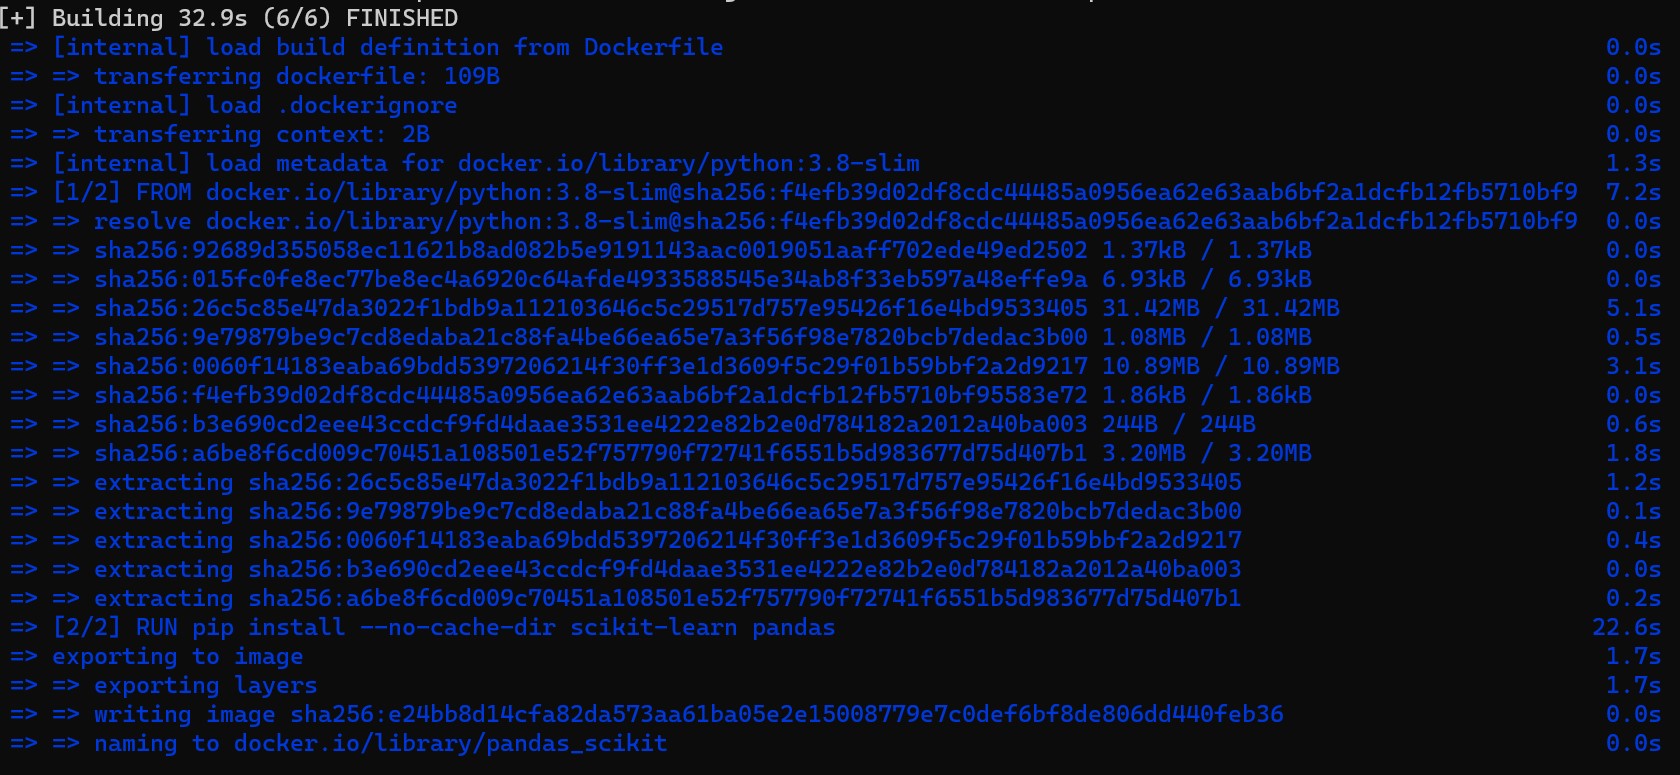 [+] Building 32.9s (6/6) FINISHED
=> [internal] load build definition from Dockerfile 0.0s
=> => transferring dockerfile: 109B 0.0s
=> [internal] load .dockerignore 0.0s
=> => transferring context: 2B 0.0s
=> [internal] load metadata for docker.io/library/python:3.8-slim 1.3s
=> [1/2] FROM docker.io/library/python:3.8-slim@sha256:f4efb39d02df8cdc44485a0956ea62e63aab6bf2a1dcfb12fb5710bf9 7.2s
=> => resolve docker.io/library/python:3.8-slim@sha256:f4efb39d02df8cdc44485a0956ea62e63aab6bf2a1dcfb12fb5710bf9 0.0s
=> => sha256:92689d355058ec11621b8ad082b5e9191143aac0019051aaff702ede49ed2502 1.37kB / 1.37kB 0.0s
=> => sha256:015fc0fe8ec77be8ec4a6920c64afde4933588545e34ab8f33eb597a48effe9a 6.93kB / 6.93kB 0.0s
=> => sha256:26c5c85e47da3022f1bdb9a112103646c5c29517d757e95426f16e4bd9533405 31.42MB / 31.42MB 5.1s
=> => sha256:9e79879be9c7cd8edaba21c88fa4be66ea65e7a3f56f98e7820bcb7dedac3b00 1.08MB / 1.08MB 0.5s
=> => sha256:0060f14183eaba69bdd5397206214f30ff3e1d3609f5c29f01b59bbf2a2d9217 10.89MB / 10.89MB 3.1s
=> => sha256:f4efb39d02df8cdc44485a0956ea62e63aab6bf2a1dcfb12fb5710bf95583e72 1.86kB / 1.86kB 0.0s
=> => sha256:b3e690cd2eee43ccdcf9fd4daae3531ee4222e82b2e0d784182a2012a40ba003 244B / 244B 0.6s
=> => sha256:a6be8f6cd009c70451a108501e52f757790f72741f6551b5d983677d75d407b1 3.20MB / 3.20MB 1.8s
=> => extracting sha256:26c5c85e47da3022f1bdb9a112103646c5c29517d757e95426f16e4bd9533405 1.2s
=> => extracting sha256:9e79879be9c7cd8edaba21c88fa4be66ea65e7a3f56f98e7820bcb7dedac3b00 0.1s
=> => extracting sha256:0060f14183eaba69bdd5397206214f30ff3e1d3609f5c29f01b59bbf2a2d9217 0.4s
=> => extracting sha256:b3e690cd2eee43ccdcf9fd4daae3531ee4222e82b2e0d784182a2012a40ba003 0.0s
=> => extracting sha256:a6be8f6cd009c70451a108501e52f757790f72741f6551b5d983677d75d407b1 0.2s
=> [2/2] RUN pip install --no-cache-dir scikit-learn pandas 22.6s
=> exporting to image 1.7s
=> => exporting layers 1.7s
=> => writing image sha256:e24bb8d14cfa82da573aa61ba05e2e15008779e7c0def6bf8de806dd440feb36 0.0s
=> => naming to docker.io/library/pandas_scikit 0.0s